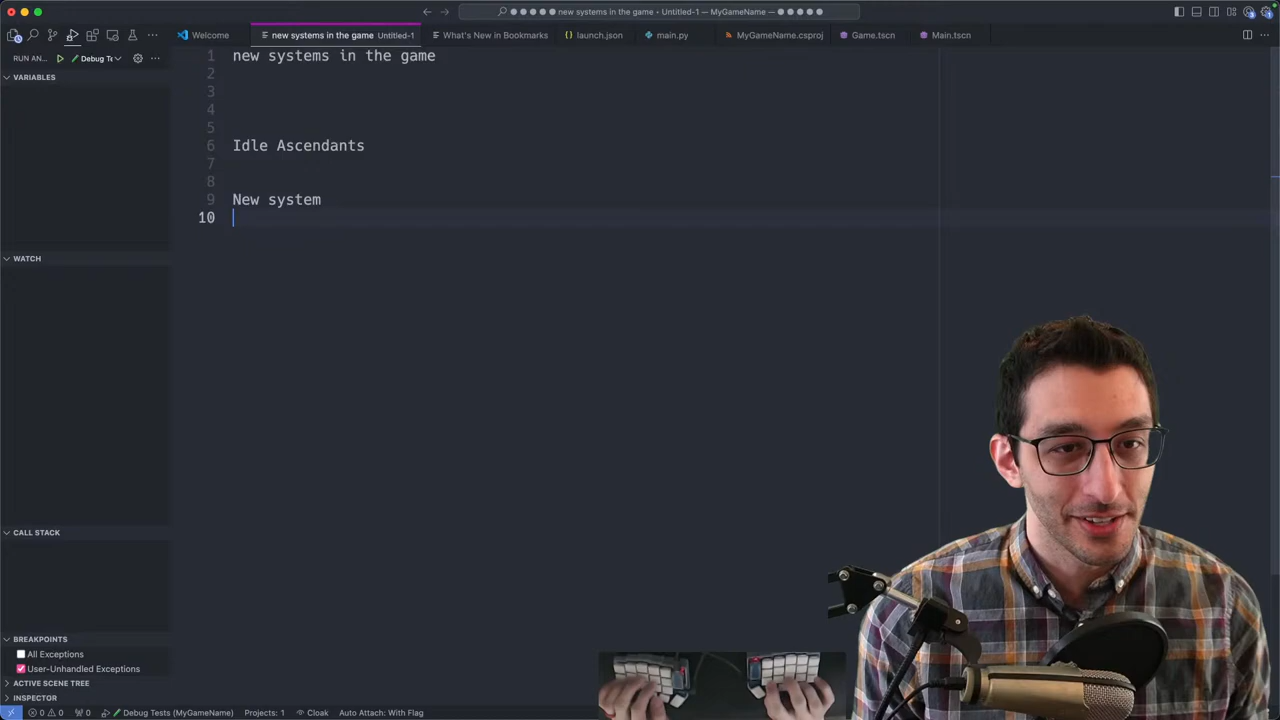 new systems in the game • Untitled-1 — MyGameName —
Welcome
new systems in the game Untitled-1
What's New in Bookmarks
launch.json
main.py
MyGameName.csproj
Game.tscn
Main.tscn
RUN AN...
Debug Te
VARIABLES
WATCH
CALL STACK
BREAKPOINTS
All Exceptions
User-Unhandled Exceptions
ACTIVE SCENE TREE
INSPECTOR
1 new systems in the game
2
3
4
5
6 Idle Ascendants
7
8
9 New system
10
0 0 0 Debug Tests (MyGameName) Projects: 1 Cloak Auto Attach: With Flag